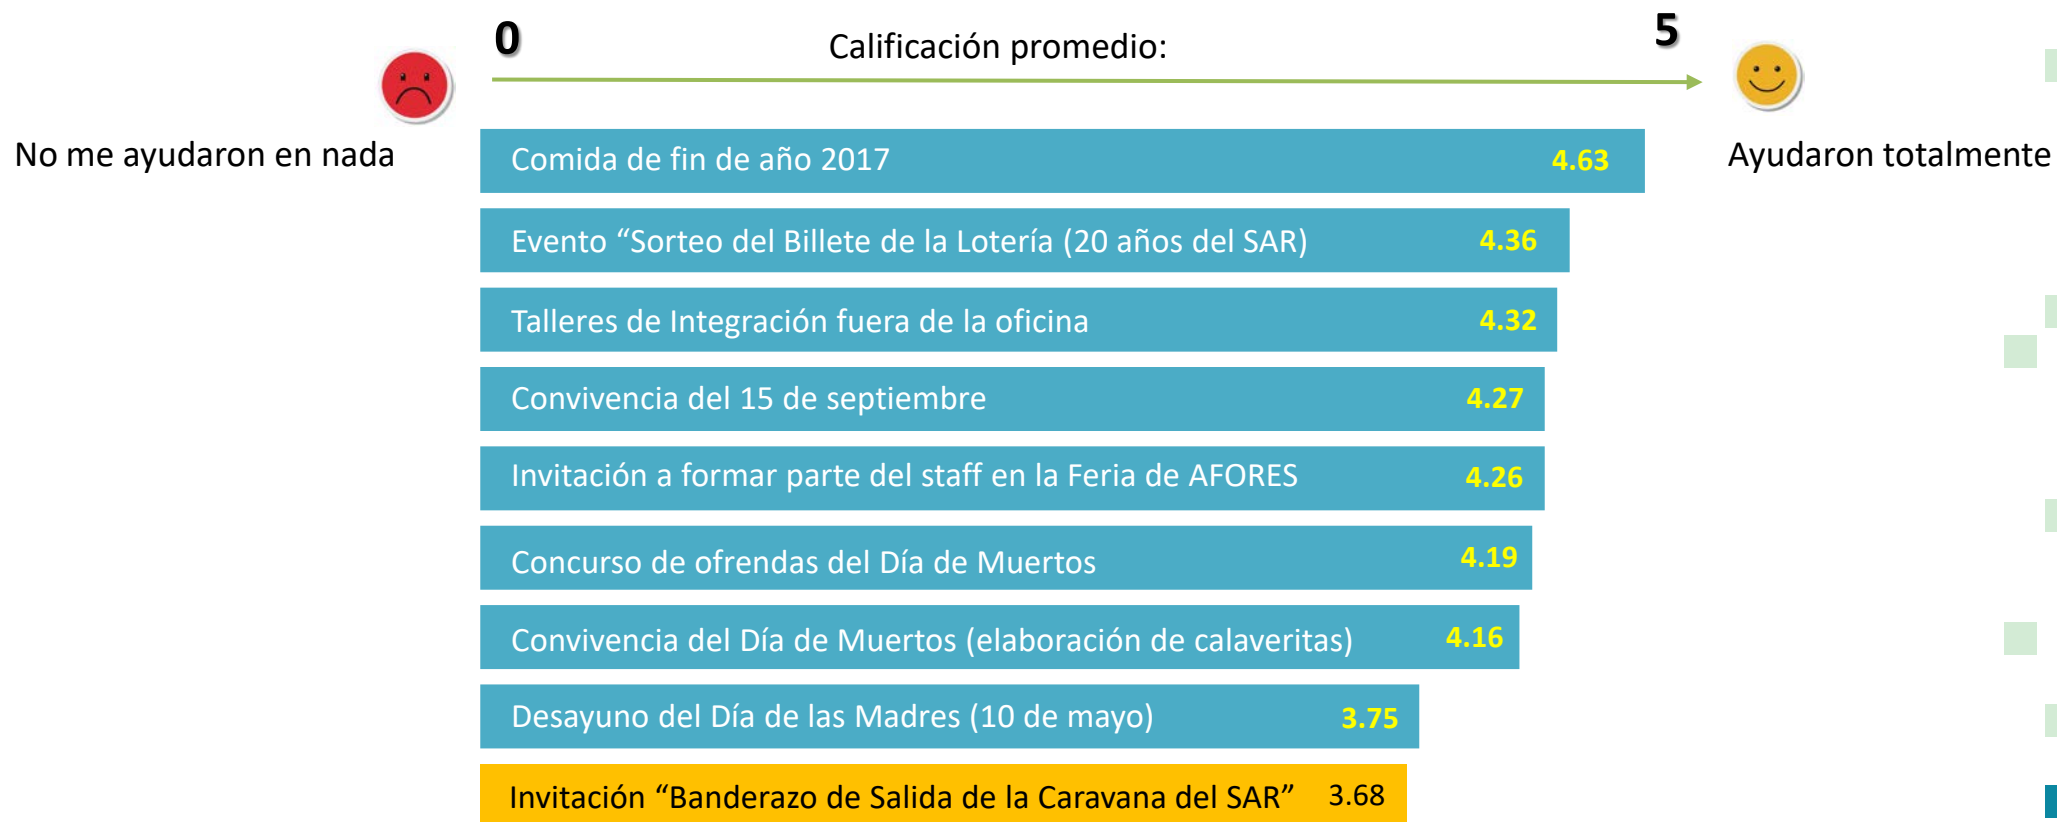 0
Calificación promedio:
5
No me ayudaron en nada
Ayudaron totalmente
Comida de fin de año 2017 4.63
Evento “Sorteo del Billete de la Lotería (20 años del SAR) 4.36
Talleres de Integración fuera de la oficina 4.32
Convivencia del 15 de septiembre 4.27
Invitación a formar parte del staff en la Feria de AFORES 4.26
Concurso de ofrendas del Día de Muertos 4.19
Convivencia del Día de Muertos (elaboración de calaveritas) 4.16
Desayuno del Día de las Madres (10 de mayo) 3.75
Invitación “Banderazo de Salida de la Caravana del SAR” 3.68